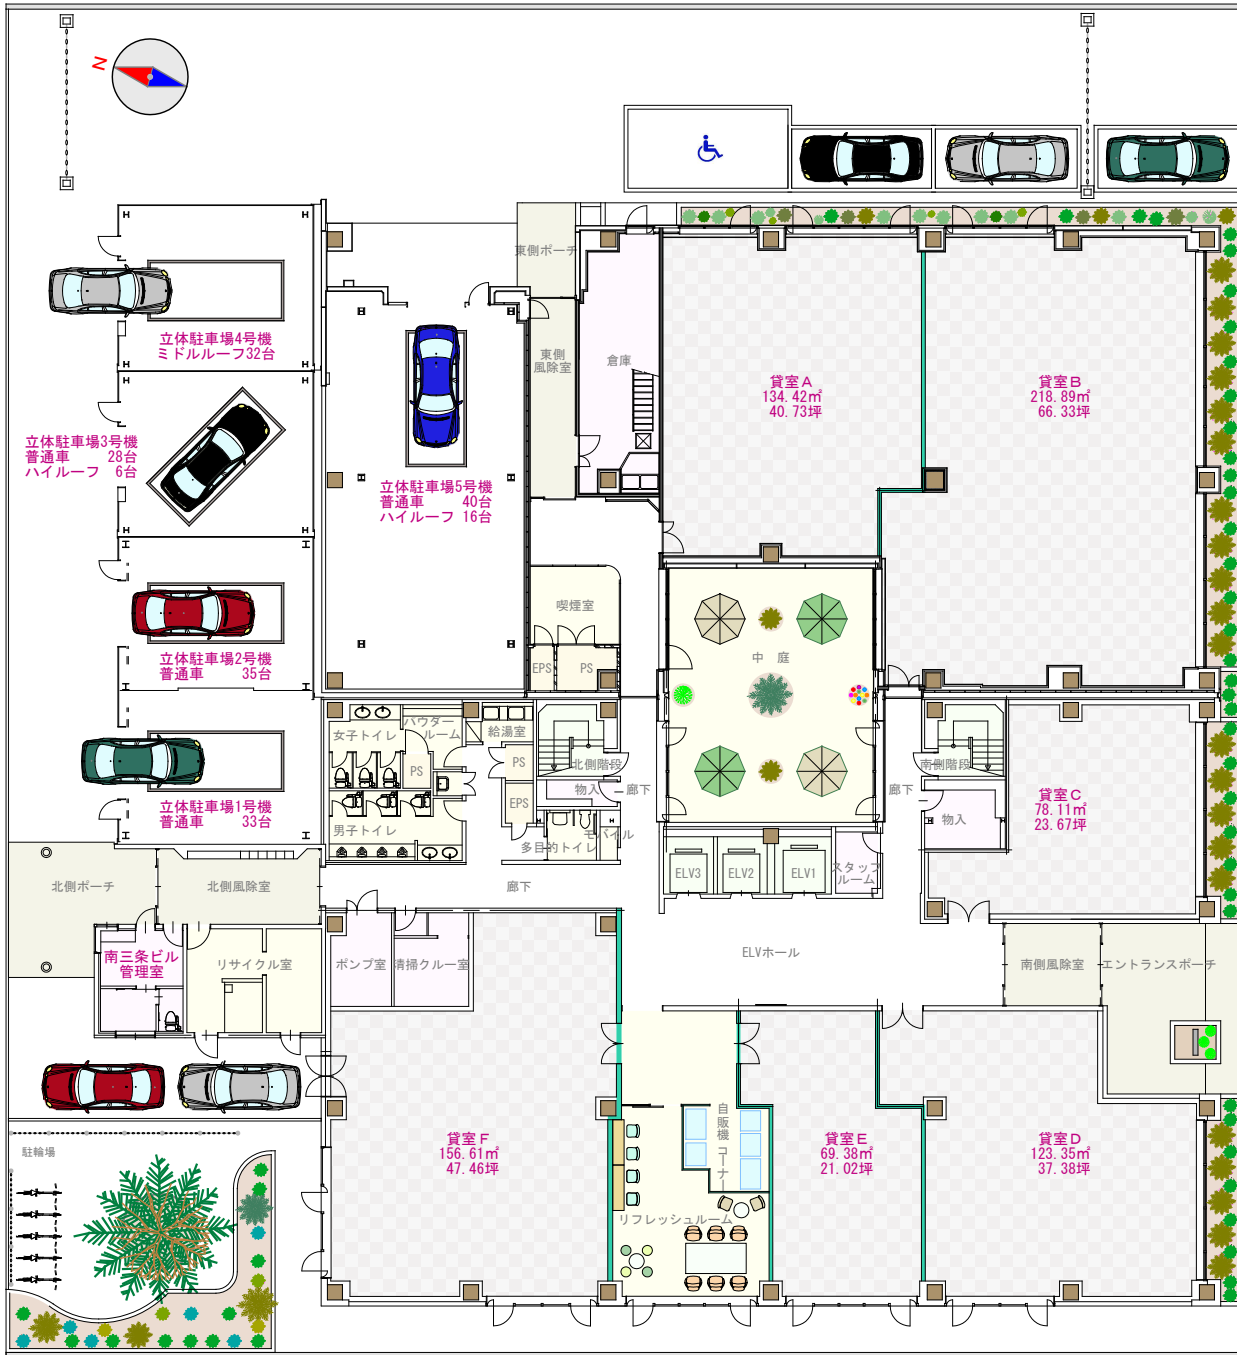 N
東側ポーチ
立体駐車場4号機
ミドルルーフ32台
東側
風除室
倉庫
貸室A
134.42㎡
40.73坪
貸室B
218.89㎡
66.33坪
立体駐車場3号機
普通車 28台
ハイルーフ 6台
立体駐車場5号機
普通車 40台
ハイルーフ 16台
喫煙室
EPS
PS
中 庭
立体駐車場2号機
普通車 35台
女子トイレ
パウダー
ルーム
給湯室
PS
PS
EPS
北側階段
物入
廊下
廊下
南側階段
物入
貸室C
78.11㎡
23.67坪
立体駐車場1号機
普通車 33台
男子トイレ
多目的トイレ
モバイル
ELV3
ELV2
ELV1
スタッフ
ルーム
北側ポーチ
北側風除室
廊下
南三条ビル
管理室
リサイクル室
ポンプ室
清掃クルー室
ELVホール
南側風除室
エントランスポーチ
駐輪場
貸室F
156.61㎡
47.46坪
自販機コーナー
貸室E
69.38㎡
21.02坪
貸室D
123.35㎡
37.38坪
リフレッシュルーム